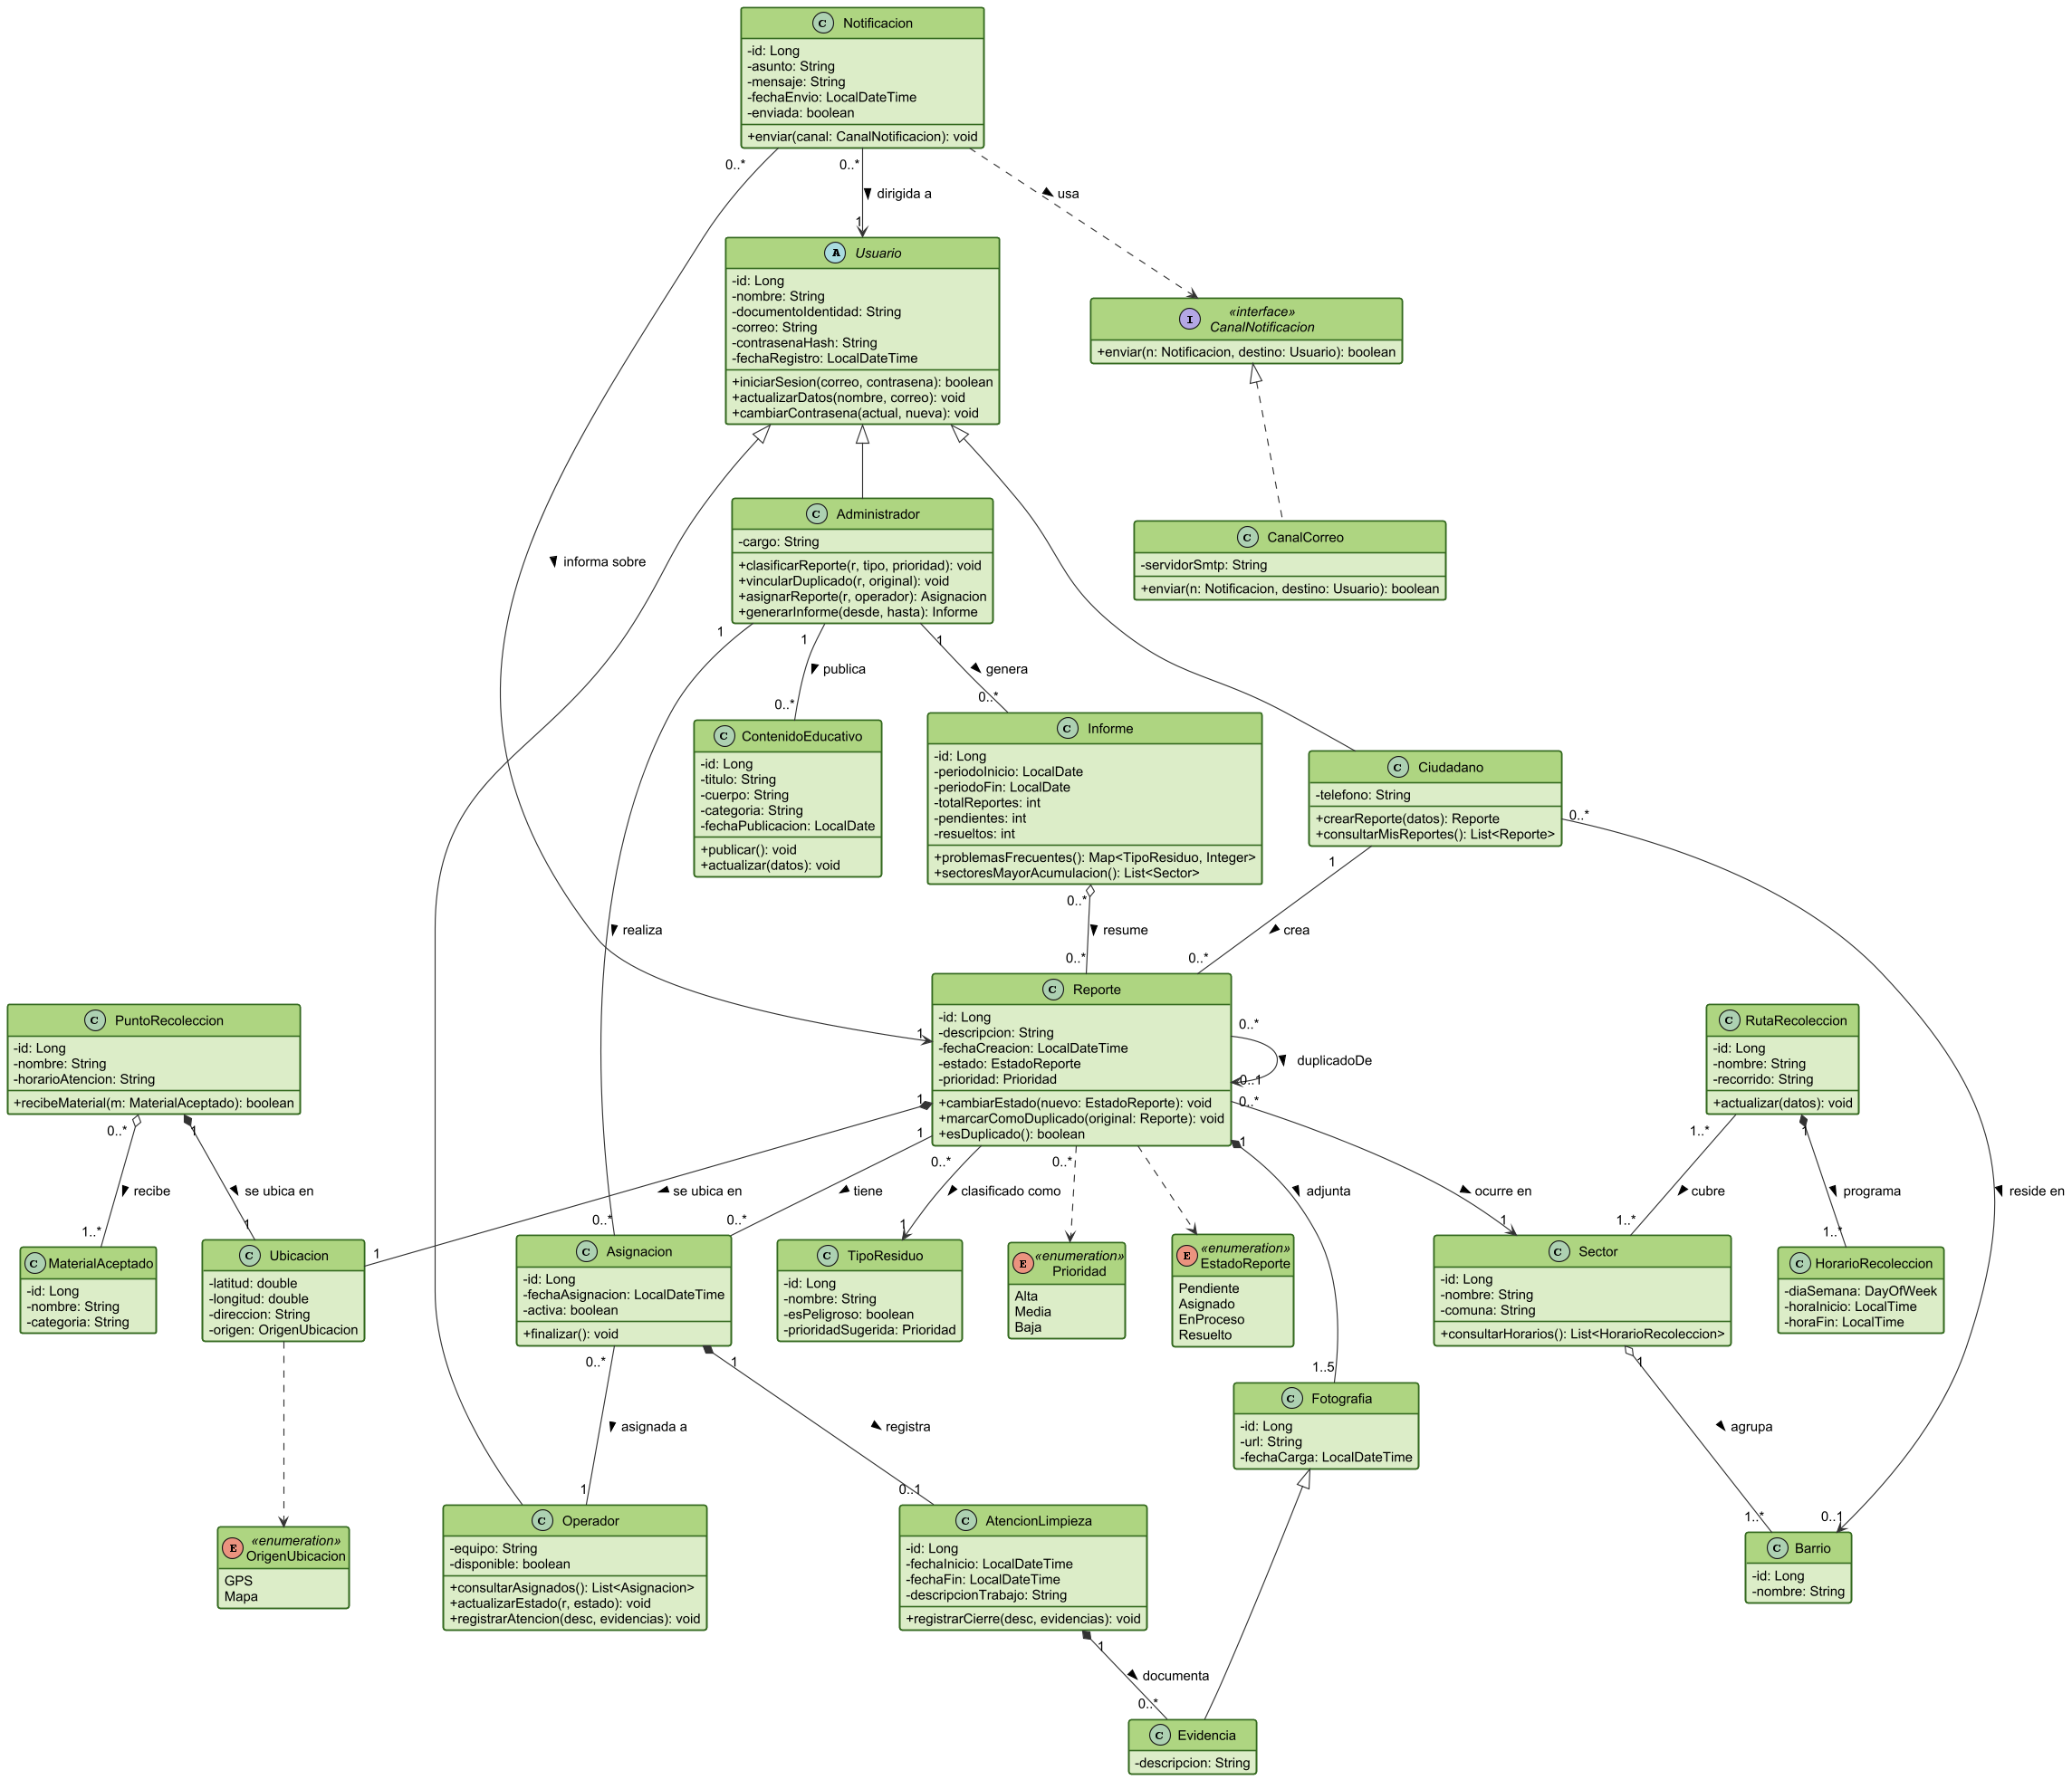 C Notificacion
-id: Long
-asunto: String
-mensaje: String
-fechaEnvio: LocalDateTime
-enviada: boolean
+enviar(canal: CanalNotificacion): void
0..*
0..*
dirigida a
usa
1
A Usuario
-id: Long
-nombre: String
-documentoIdentidad: String
-correo: String
-contrasenaHash: String
-fechaRegistro: LocalDateTime
+iniciarSesion(correo, contrasena): boolean
+actualizarDatos(nombre, correo): void
+cambiarContrasena(actual, nueva): void
I «interface»
CanalNotificacion
+enviar(n: Notificacion, destino: Usuario): boolean
C Administrador
-cargo: String
+clasificarReporte(r, tipo, prioridad): void
+vincularDuplicado(r, original): void
+asignarReporte(r, operador): Asignacion
+generarInforme(desde, hasta): Informe
C CanalCorreo
-servidorSmtp: String
+enviar(n: Notificacion, destino: Usuario): boolean
informa sobre
1
1
1
publica
genera
0..*
0..*
C ContenidoEducativo
-id: Long
-titulo: String
-cuerpo: String
-categoria: String
-fechaPublicacion: LocalDate
+publicar(): void
+actualizar(datos): void
C Informe
-id: Long
-periodoInicio: LocalDate
-periodoFin: LocalDate
-totalReportes: int
-pendientes: int
-resueltos: int
+problemasFrecuentes(): Map<TipoResiduo, Integer>
+sectoresMayorAcumulacion(): List<Sector>
C Ciudadano
-telefono: String
+crearReporte(datos): Reporte
+consultarMisReportes(): List<Reporte>
0..*
1
0..*
realiza
resume
crea
0..*
0..*
C PuntoRecoleccion
-id: Long
-nombre: String
-horarioAtencion: String
+recibeMaterial(m: MaterialAceptado): boolean
C Reporte
-id: Long
-descripcion: String
-fechaCreacion: LocalDateTime
-estado: EstadoReporte
-prioridad: Prioridad
+cambiarEstado(nuevo: EstadoReporte): void
+marcarComoDuplicado(original: Reporte): void
+esDuplicado(): boolean
1
0..*
duplicadoDe
0..1
0..*
C RutaRecoleccion
-id: Long
-nombre: String
-recorrido: String
+actualizar(datos): void
0..*
1
1
1
0..*
0..*
1
1..*
1
recibe
se ubica en
se ubica en
tiene
clasificado como
adjunta
ocurre en
cubre
programa
reside en
1..*
1
1
0..*
0..*
1
1
1..*
1..*
C MaterialAceptado
-id: Long
-nombre: String
-categoria: String
C Ubicacion
-latitud: double
-longitud: double
-direccion: String
-origen: OrigenUbicacion
C Asignacion
-id: Long
-fechaAsignacion: LocalDateTime
-activa: boolean
+finalizar(): void
C TipoResiduo
-id: Long
-nombre: String
-esPeligroso: boolean
-prioridadSugerida: Prioridad
E «enumeration»
Prioridad
Alta
Media
Baja
E «enumeration»
EstadoReporte
Pendiente
Asignado
EnProceso
Resuelto
C Sector
-id: Long
-nombre: String
-comuna: String
+consultarHorarios(): List<HorarioRecoleccion>
C HorarioRecoleccion
-diaSemana: DayOfWeek
-horaInicio: LocalTime
-horaFin: LocalTime
0..*
1
1..5
1
C Fotografia
-id: Long
-url: String
-fechaCarga: LocalDateTime
asignada a
registra
agrupa
1
0..1
1..*
0..1
E «enumeration»
OrigenUbicacion
GPS
Mapa
C Operador
-equipo: String
-disponible: boolean
+consultarAsignados(): List<Asignacion>
+actualizarEstado(r, estado): void
+registrarAtencion(desc, evidencias): void
C AtencionLimpieza
-id: Long
-fechaInicio: LocalDateTime
-fechaFin: LocalDateTime
-descripcionTrabajo: String
+registrarCierre(desc, evidencias): void
C Barrio
-id: Long
-nombre: String
1
documenta
0..*
C Evidencia
-descripcion: String